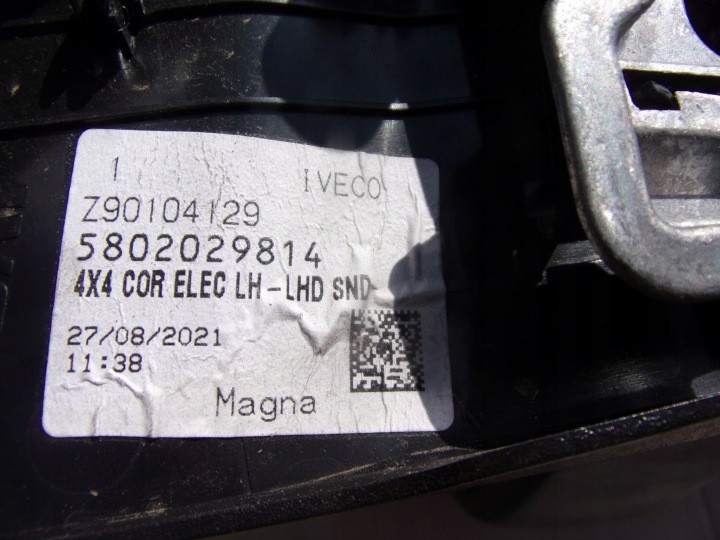 1 IVECO
Z90104129
5802029814
4X4 COR ELEC LH-LHD SND
27/08/2021
11:38
Magna